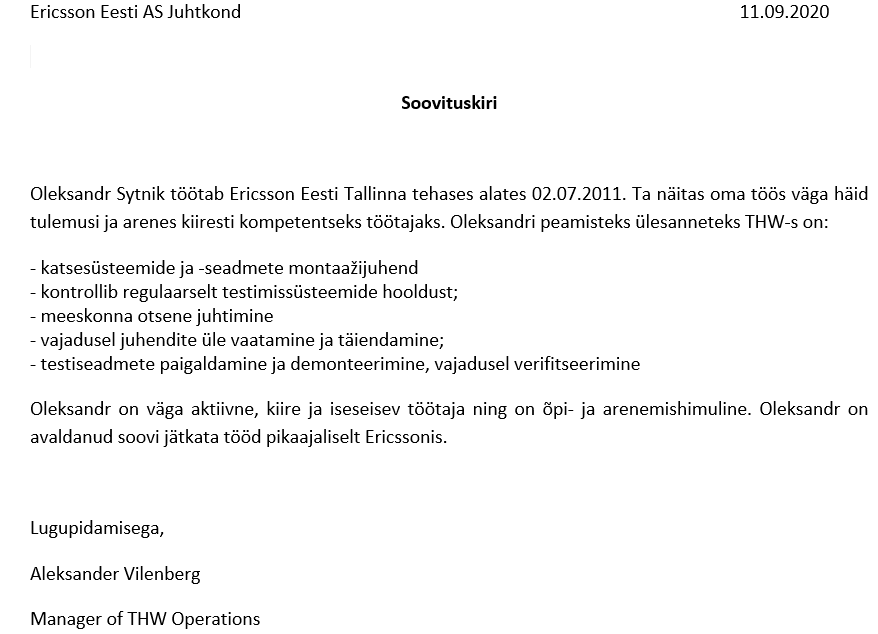 Ericsson Eesti AS Juhtkond 11.09.2020
Soovituskiri
Oleksandr Sytnik töötab Ericsson Eesti Tallinna tehases alates 02.07.2011. Ta näitas oma töös väga häid
tulemusi ja arenes kiiresti kompetentseks töötajaks. Oleksandri peamisteks ülesanneteks THW-s on:
- katsesüsteemide ja -seadmete montaažijuhend
- kontrollib regulaarselt testimissüsteemide hooldust;
- meeskonna otsene juhtimine
- vajadusel juhendite üle vaatamine ja täiendamine;
- testiseadmete paigaldamine ja demonteerimine, vajadusel verifitseerimine
Oleksandr on väga aktiivne, kiire ja iseseisev töötaja ning on õpi- ja arenemishimuline. Oleksandr on
avaldanud soovi jätkata tööd pikaajaliselt Ericssonis.
Lugupidamisega,
Aleksander Vilenberg
Manager of THW Operations